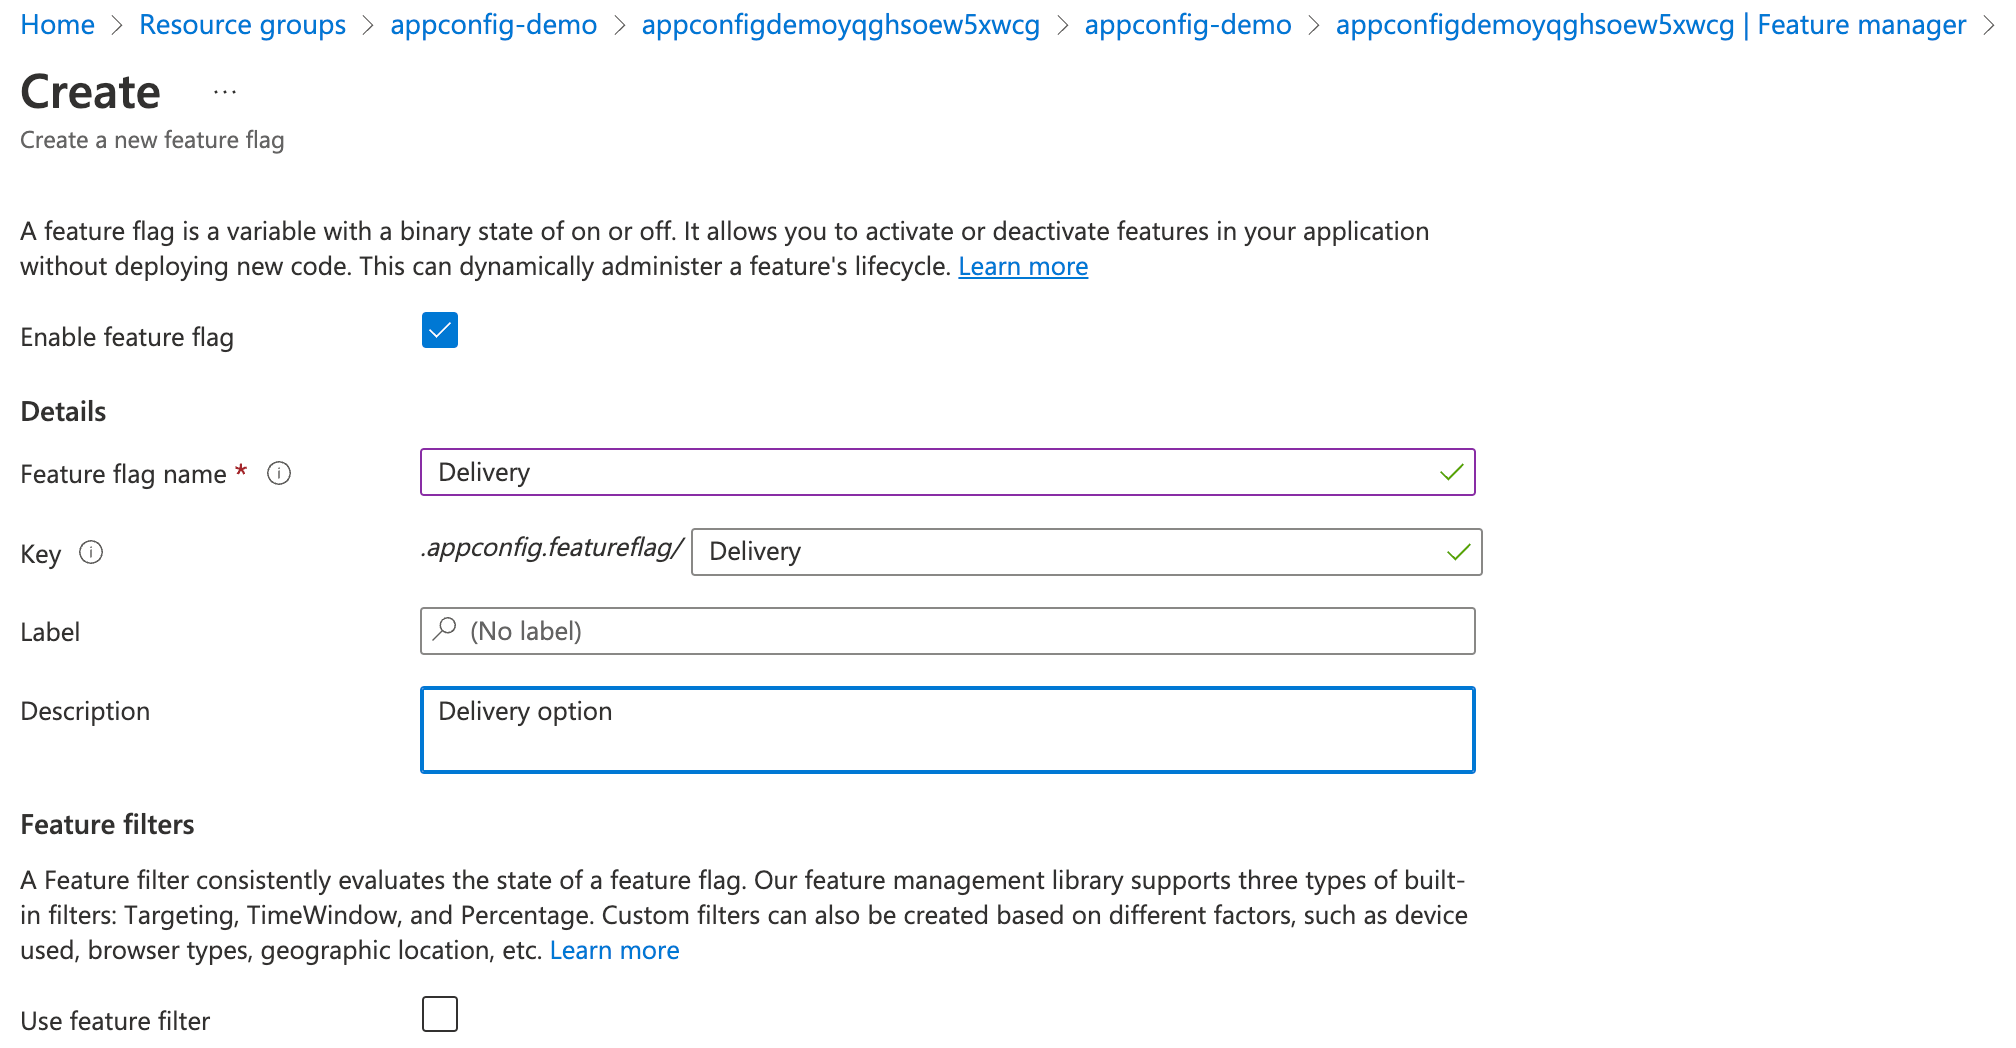 Home > Resource groups > appconfig-demo > appconfigdemoyqghsoew5xwcg > appconfig-demo > appconfigdemoyqghsoew5xwcg | Feature manager >
Create ...
Create a new feature flag
A feature flag is a variable with a binary state of on or off. It allows you to activate or deactivate features in your application
without deploying new code. This can dynamically administer a feature's lifecycle. Learn more
Enable feature flag
Details
Feature flag name * Delivery
Key .appconfig.featureflag/ Delivery
Label (No label)
Description Delivery option
Feature filters
A Feature filter consistently evaluates the state of a feature flag. Our feature management library supports three types of built-
in filters: Targeting, TimeWindow, and Percentage. Custom filters can also be created based on different factors, such as device
used, browser types, geographic location, etc. Learn more
Use feature filter